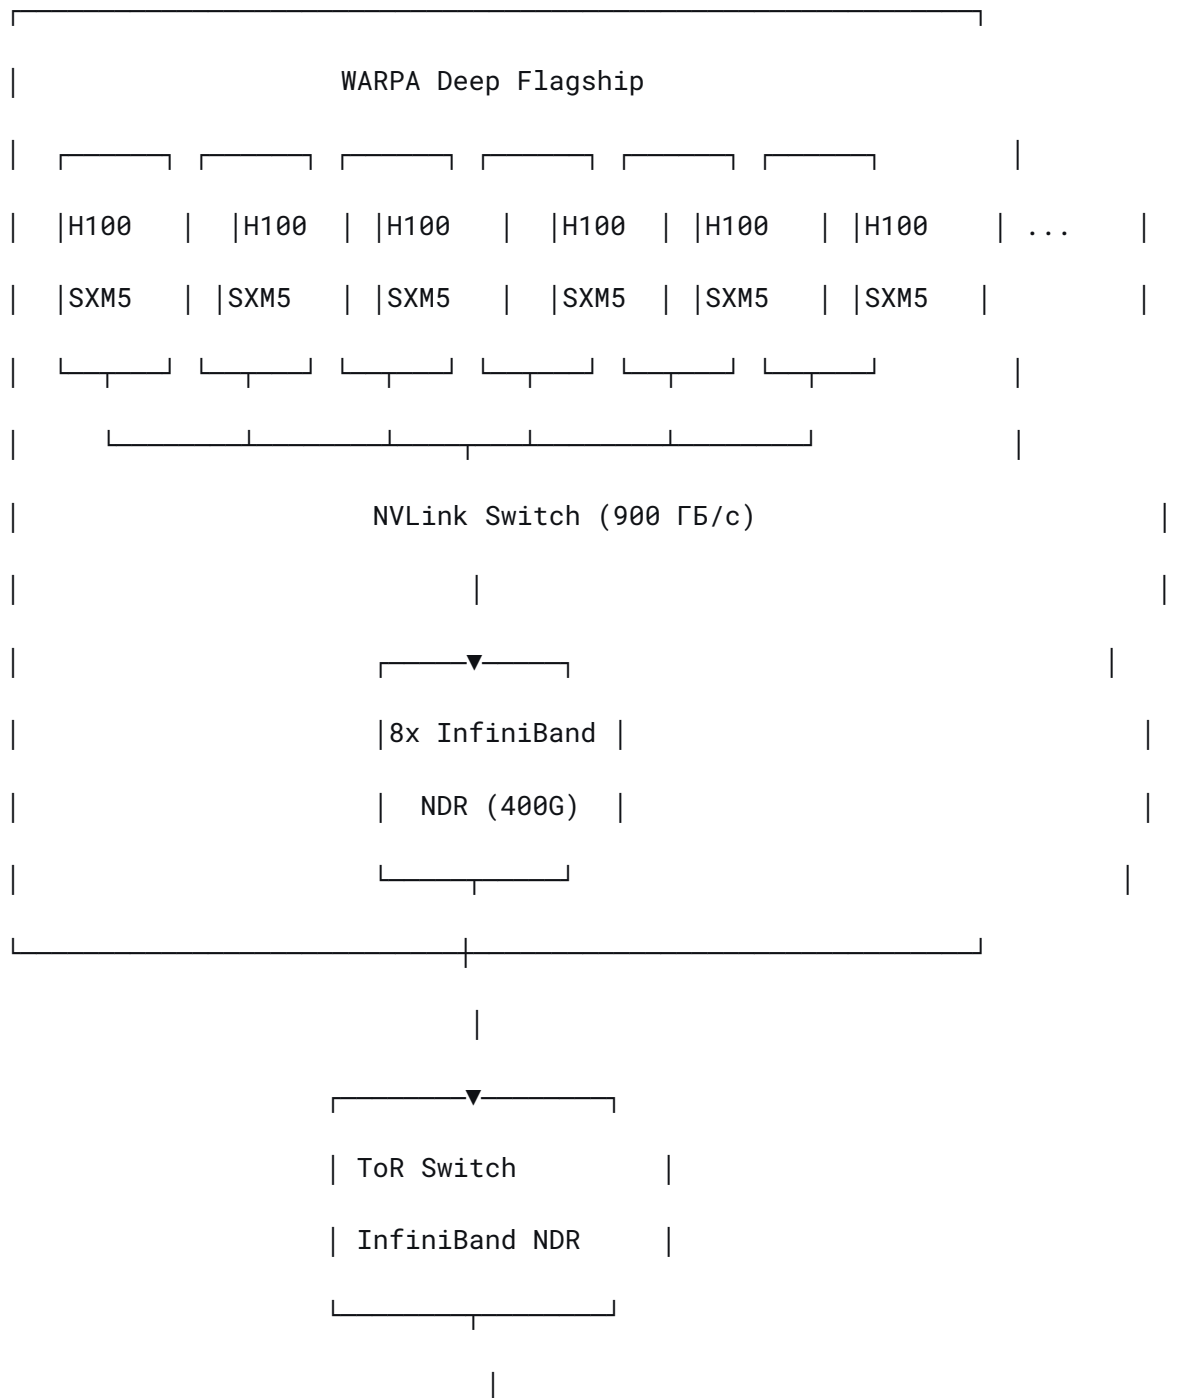 WARPA Deep Flagship
H100 H100 H100 H100 H100 H100 ...
SXM5 SXM5 SXM5 SXM5 SXM5 SXM5
NVLink Switch (900 ГБ/с)
8x InfiniBand
NDR (400G)
ToR Switch
InfiniBand NDR